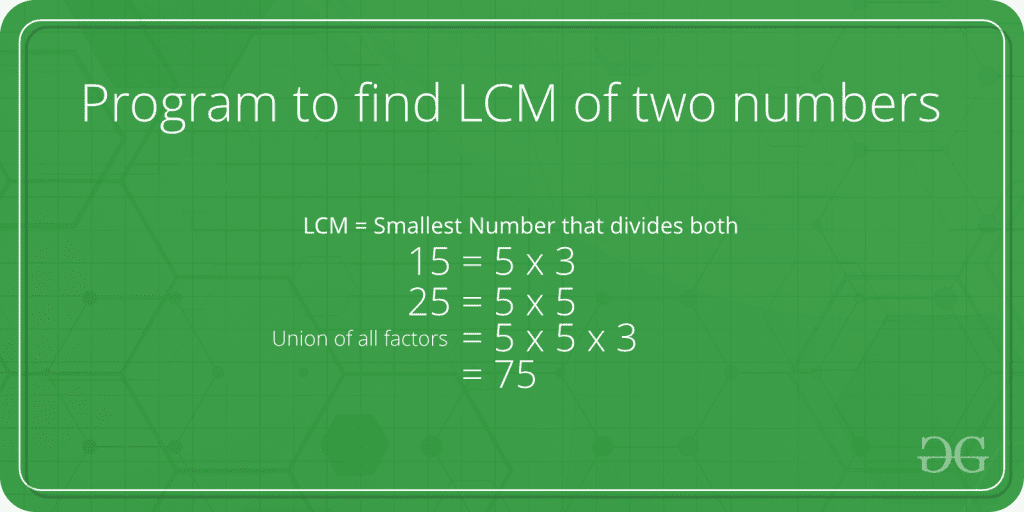 Program to find LCM of two numbers
LCM = Smallest Number that divides both
15 = 5 x 3
25 = 5 x 5
Union of all factors = 5 x 5 x 3
= 75